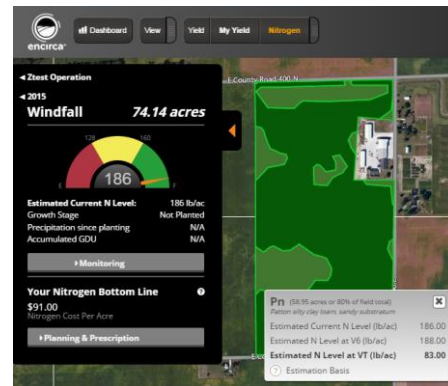 encirca
Dashboard
View
Yield
My Yield
Nitrogen
Ztest Operation
2015
Windfall 74.14 acres
128 160
E 186 F
Estimated Current N Level: 186 lb/ac
Growth Stage Not Planted
Precipitation since planting N/A
Accumulated GDU N/A
Monitoring
Your Nitrogen Bottom Line ?
$91.00
Nitrogen Cost Per Acre
Planning & Prescription
E County Road 400 N
Pn (58.95 acres or 80% of field total) X
Patton silty clay loam, sandy substratum
Estimated Current N Level (lb/ac) 186.00
Estimated N Level at V6 (lb/ac) 188.00
Estimated N Level at VT (lb/ac) 83.00
? Estimation Basis